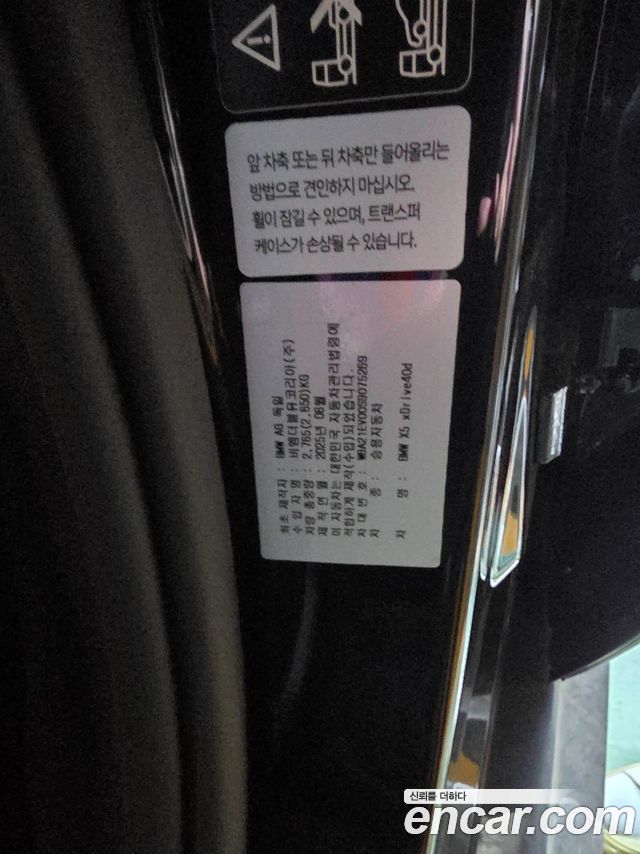 앞 차축 또는 뒤 차축만 들어올리는
방법으로 견인하지 마십시오.
휠이 잠길 수 있으며, 트랜스퍼
케이스가 손상될 수 있습니다.
최초 제작자 : BMW AG 독일
수 입 자 명 : 비엠더블유코리아(주)
차량 총중량 : 2,765(2,850)KG
제 작 연 월 : 2025년 06월
이 자동차는 대한민국 자동차관리법령에
적합하게 제작(수입)되었습니다.
차 대 번 호 : WBA21EV00S9075269
차 종 : 승용자동차
차 명 : BMW X5 xDrive40d
신뢰를 더하다
encar.com